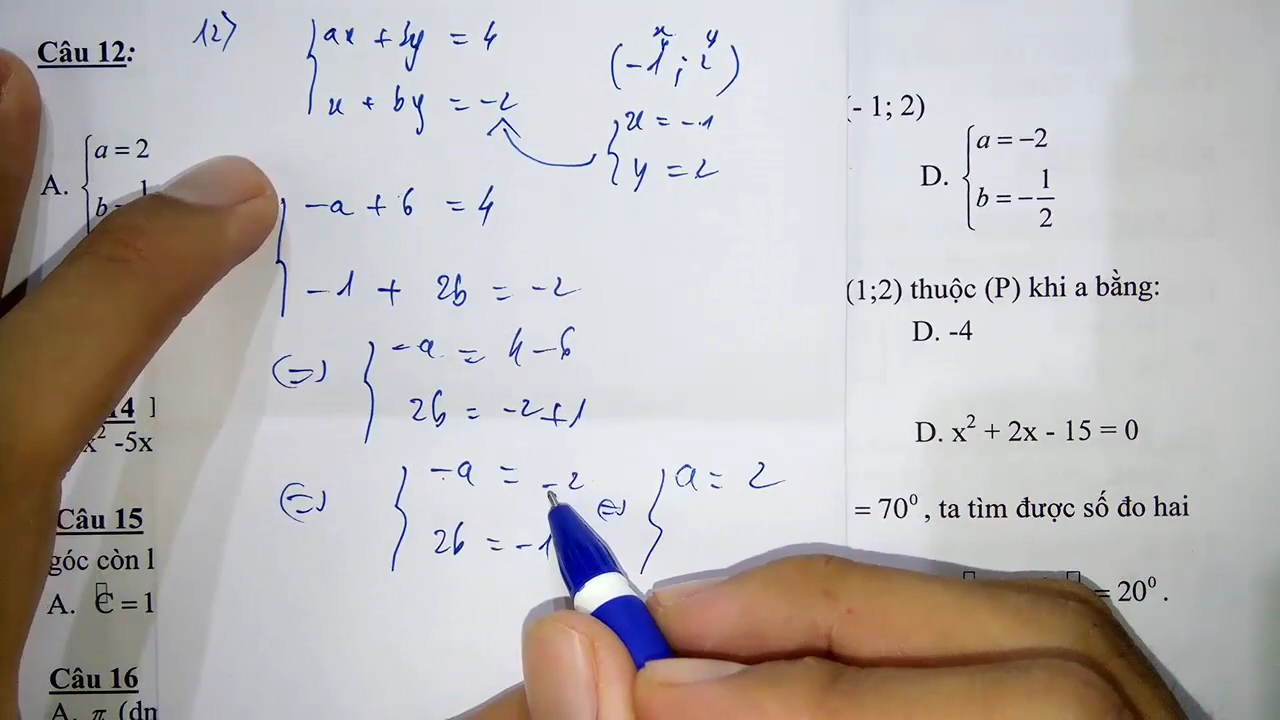 Câu 12:
12)
ax + 3y = 4
x + by = -2
(-1; 2)
x y
x = -1
y = 2
(- 1; 2)
A. a = 2
b =
D. a = -2
b = - 1/2
-a + 6 = 4
-1 + 2b = -2
(1;2) thuộc (P) khi a bằng:
D. -4
(=) -a = 4 - 6
2b = -2 + 1
14
x² -5x
D. x² + 2x - 15 = 0
(=) -a = -2 (=) a = 2
2b = -1
Câu 15
= 70⁰ , ta tìm được số đo hai
góc còn l
A. C = 1
= 20⁰ .
Câu 16
A. π (dm